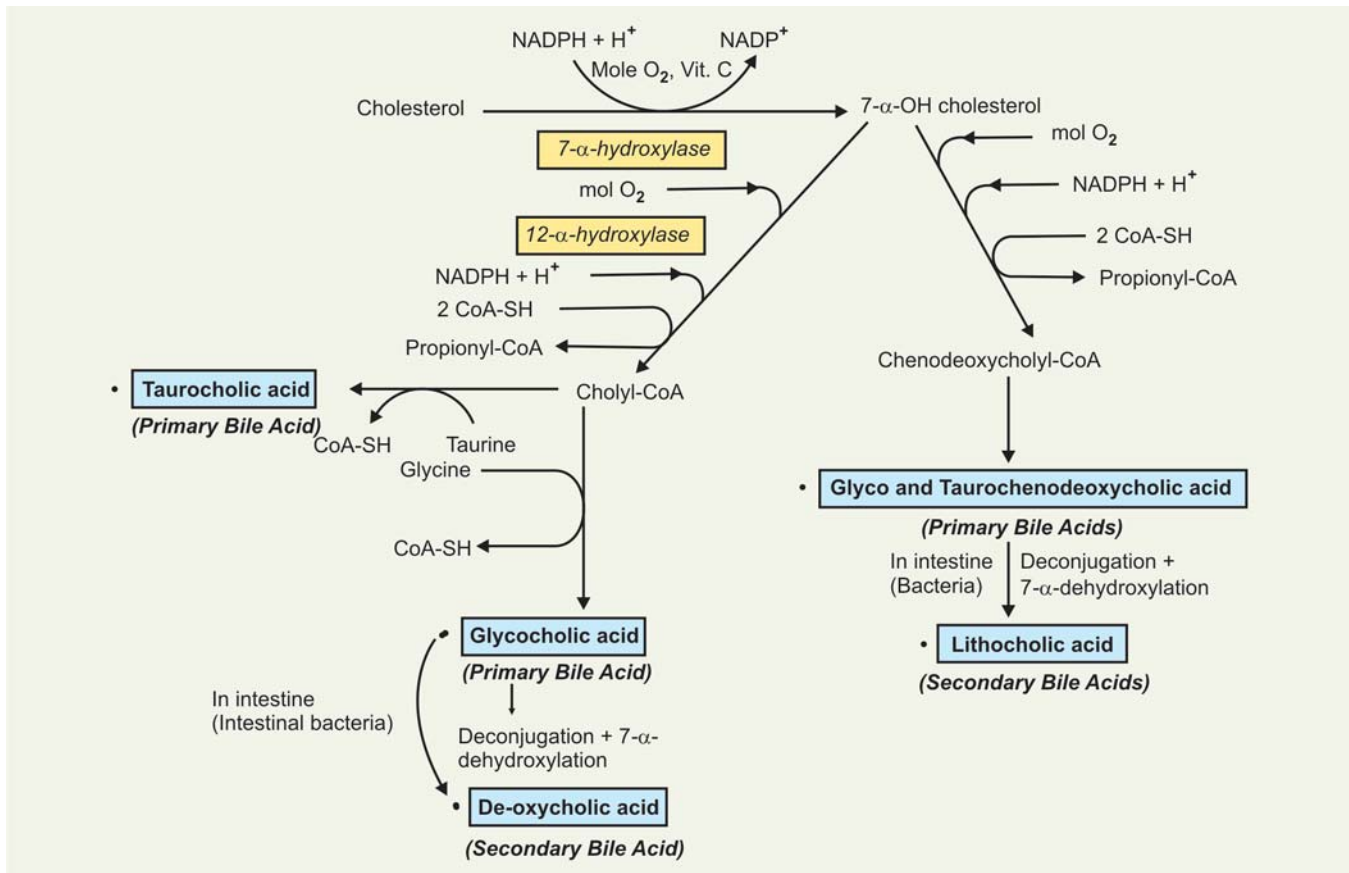 NADPH + H+ NADP+
Mole O2, Vit. C
Cholesterol 7-α-OH cholesterol
7-α-hydroxylase
mol O2
12-α-hydroxylase
NADPH + H+
2 CoA-SH
Propionyl-CoA
Cholyl-CoA
mol O2
NADPH + H+
2 CoA-SH
Propionyl-CoA
Chenodeoxycholyl-CoA
• Taurocholic acid
(Primary Bile Acid)
CoA-SH Taurine
Glycine
CoA-SH
• Glyco and Taurochenodeoxycholic acid
(Primary Bile Acids)
In intestine
(Bacteria)
Deconjugation +
7-α-dehydroxylation
• Lithocholic acid
(Secondary Bile Acids)
• Glycocholic acid
(Primary Bile Acid)
In intestine
(Intestinal bacteria)
Deconjugation + 7-α-
dehydroxylation
• De-oxycholic acid
(Secondary Bile Acid)